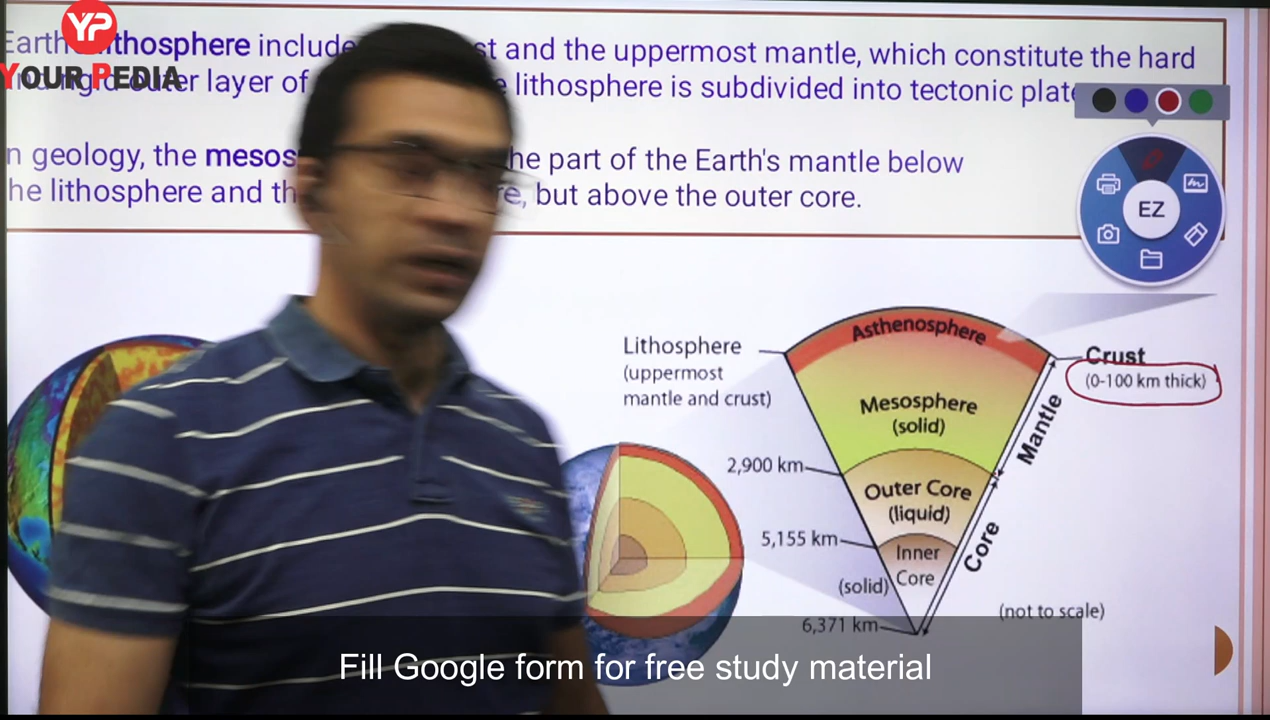 YP
YOUR PEDIA
Earth lithosphere include st and the uppermost mantle, which constitute the hard
outer layer of lithosphere is subdivided into tectonic plate
n geology, the mesos he part of the Earth's mantle below
he lithosphere and th re, but above the outer core.
EZ
Lithosphere
(uppermost
mantle and crust)
Asthenosphere
Crust
(0-100 km thick)
Mesosphere
(solid)
Mantle
2,900 km
Outer Core
(liquid)
5,155 km
Inner
Core
(solid)
Core
6,371 km
(not to scale)
Fill Google form for free study material